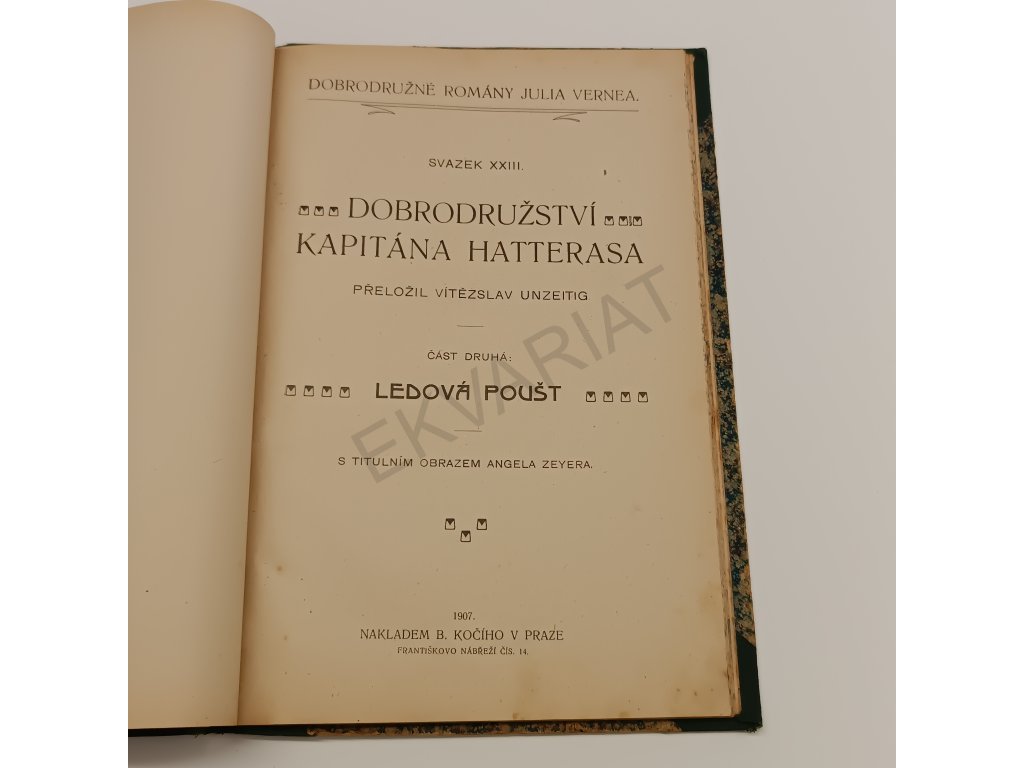 DOBRODRUŽNÉ ROMÁNY JULIA VERNEA.
SVAZEK XXIII.
DOBRODRUŽSTVÍ
KAPITÁNA HATTERASA
PŘELOŽIL VÍTĚZSLAV UNZEITIG
ČÁST DRUHÁ:
LEDOVÁ POUŠT
S TITULNÍM OBRAZEM ANGELA ZEYERA.
1907.
NAKLADEM B. KOČÍHO V PRAZE
FRANTIŠKOVO NÁBŘEŽÍ ČÍS. 14.
EKVARIAT